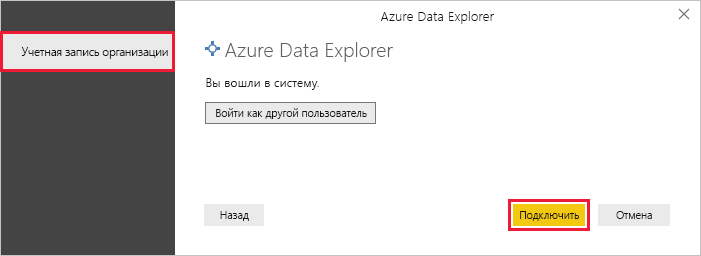 Azure Data Explorer
Учетная запись организации
Azure Data Explorer
Вы вошли в систему.
Войти как другой пользователь
Назад
Подключить
Отмена